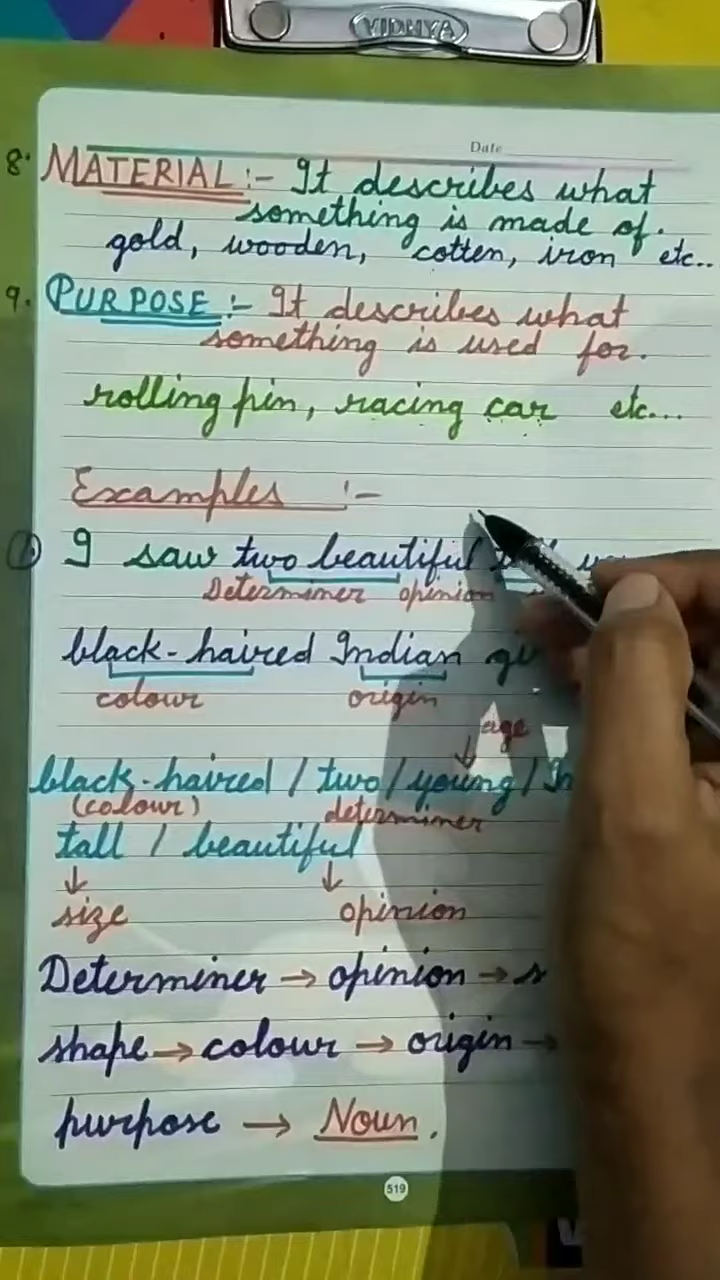 VIDHYA
Date
8. MATERIAL :- It describes what
something is made of.
gold, wooden, cotten, iron etc..
9. PURPOSE :- It describes what
something is used for.
rolling pin, racing car etc...
Examples :-
I saw two beautiful
Determiner opinion
black-haired Indian
colour origin
age
black-haired / two / young /
(colour) determiner
tall / beautiful
size opinion
Determiner → opinion →
shape → colour → origin →
purpose → Noun.
519